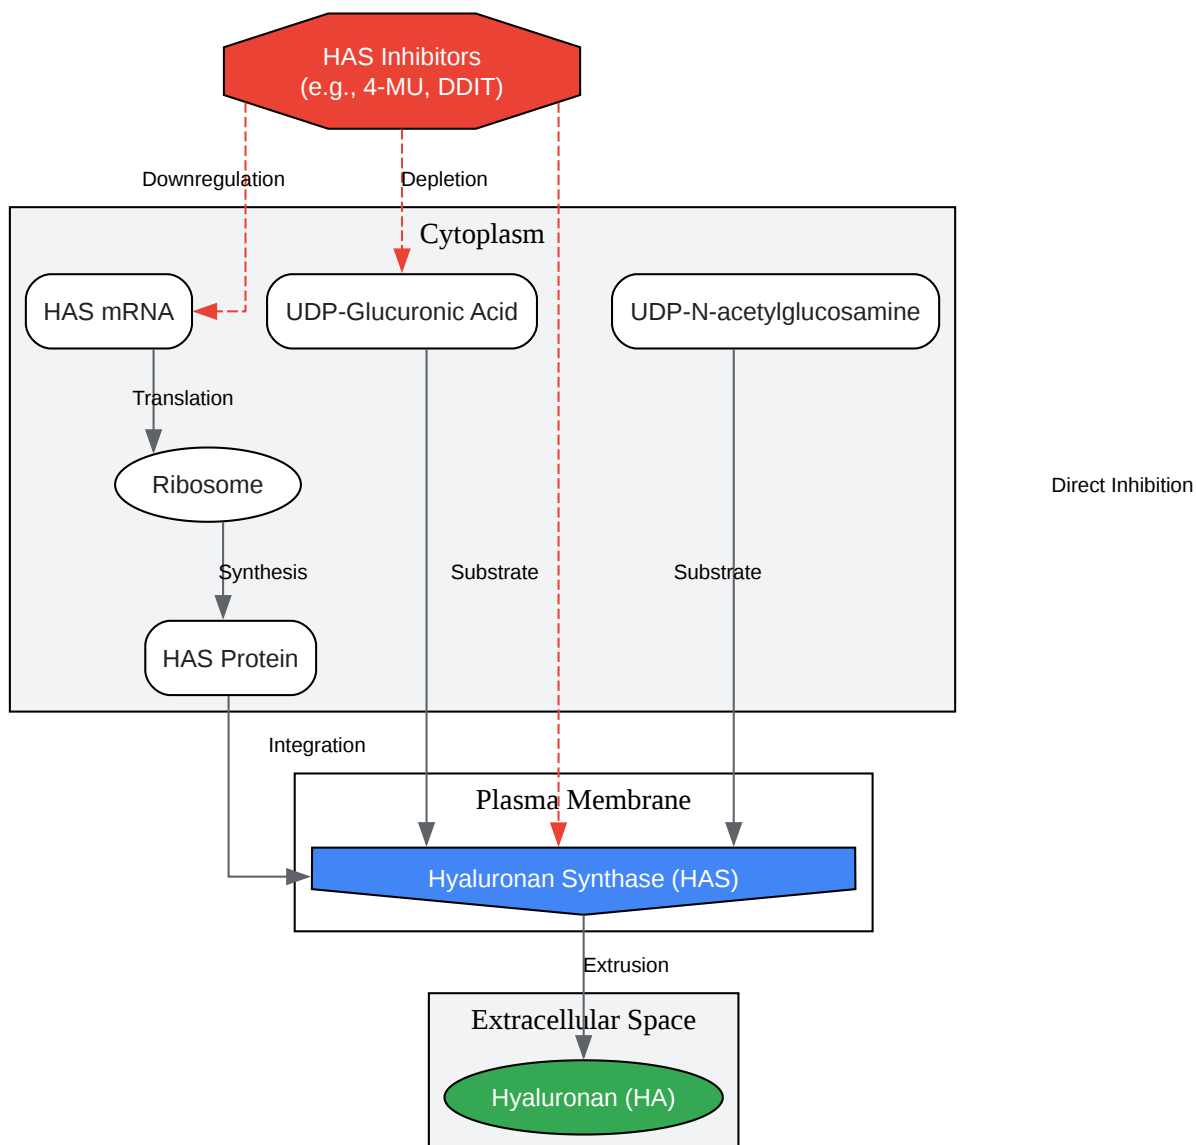 HAS Inhibitors
(e.g., 4-MU, DDIT)
Downregulation
Depletion
Cytoplasm
HAS mRNA
UDP-Glucuronic Acid
UDP-N-acetylglucosamine
Translation
Ribosome
Direct Inhibition
Synthesis
Substrate
Substrate
HAS Protein
Integration
Plasma Membrane
Hyaluronan Synthase (HAS)
Extrusion
Extracellular Space
Hyaluronan (HA)